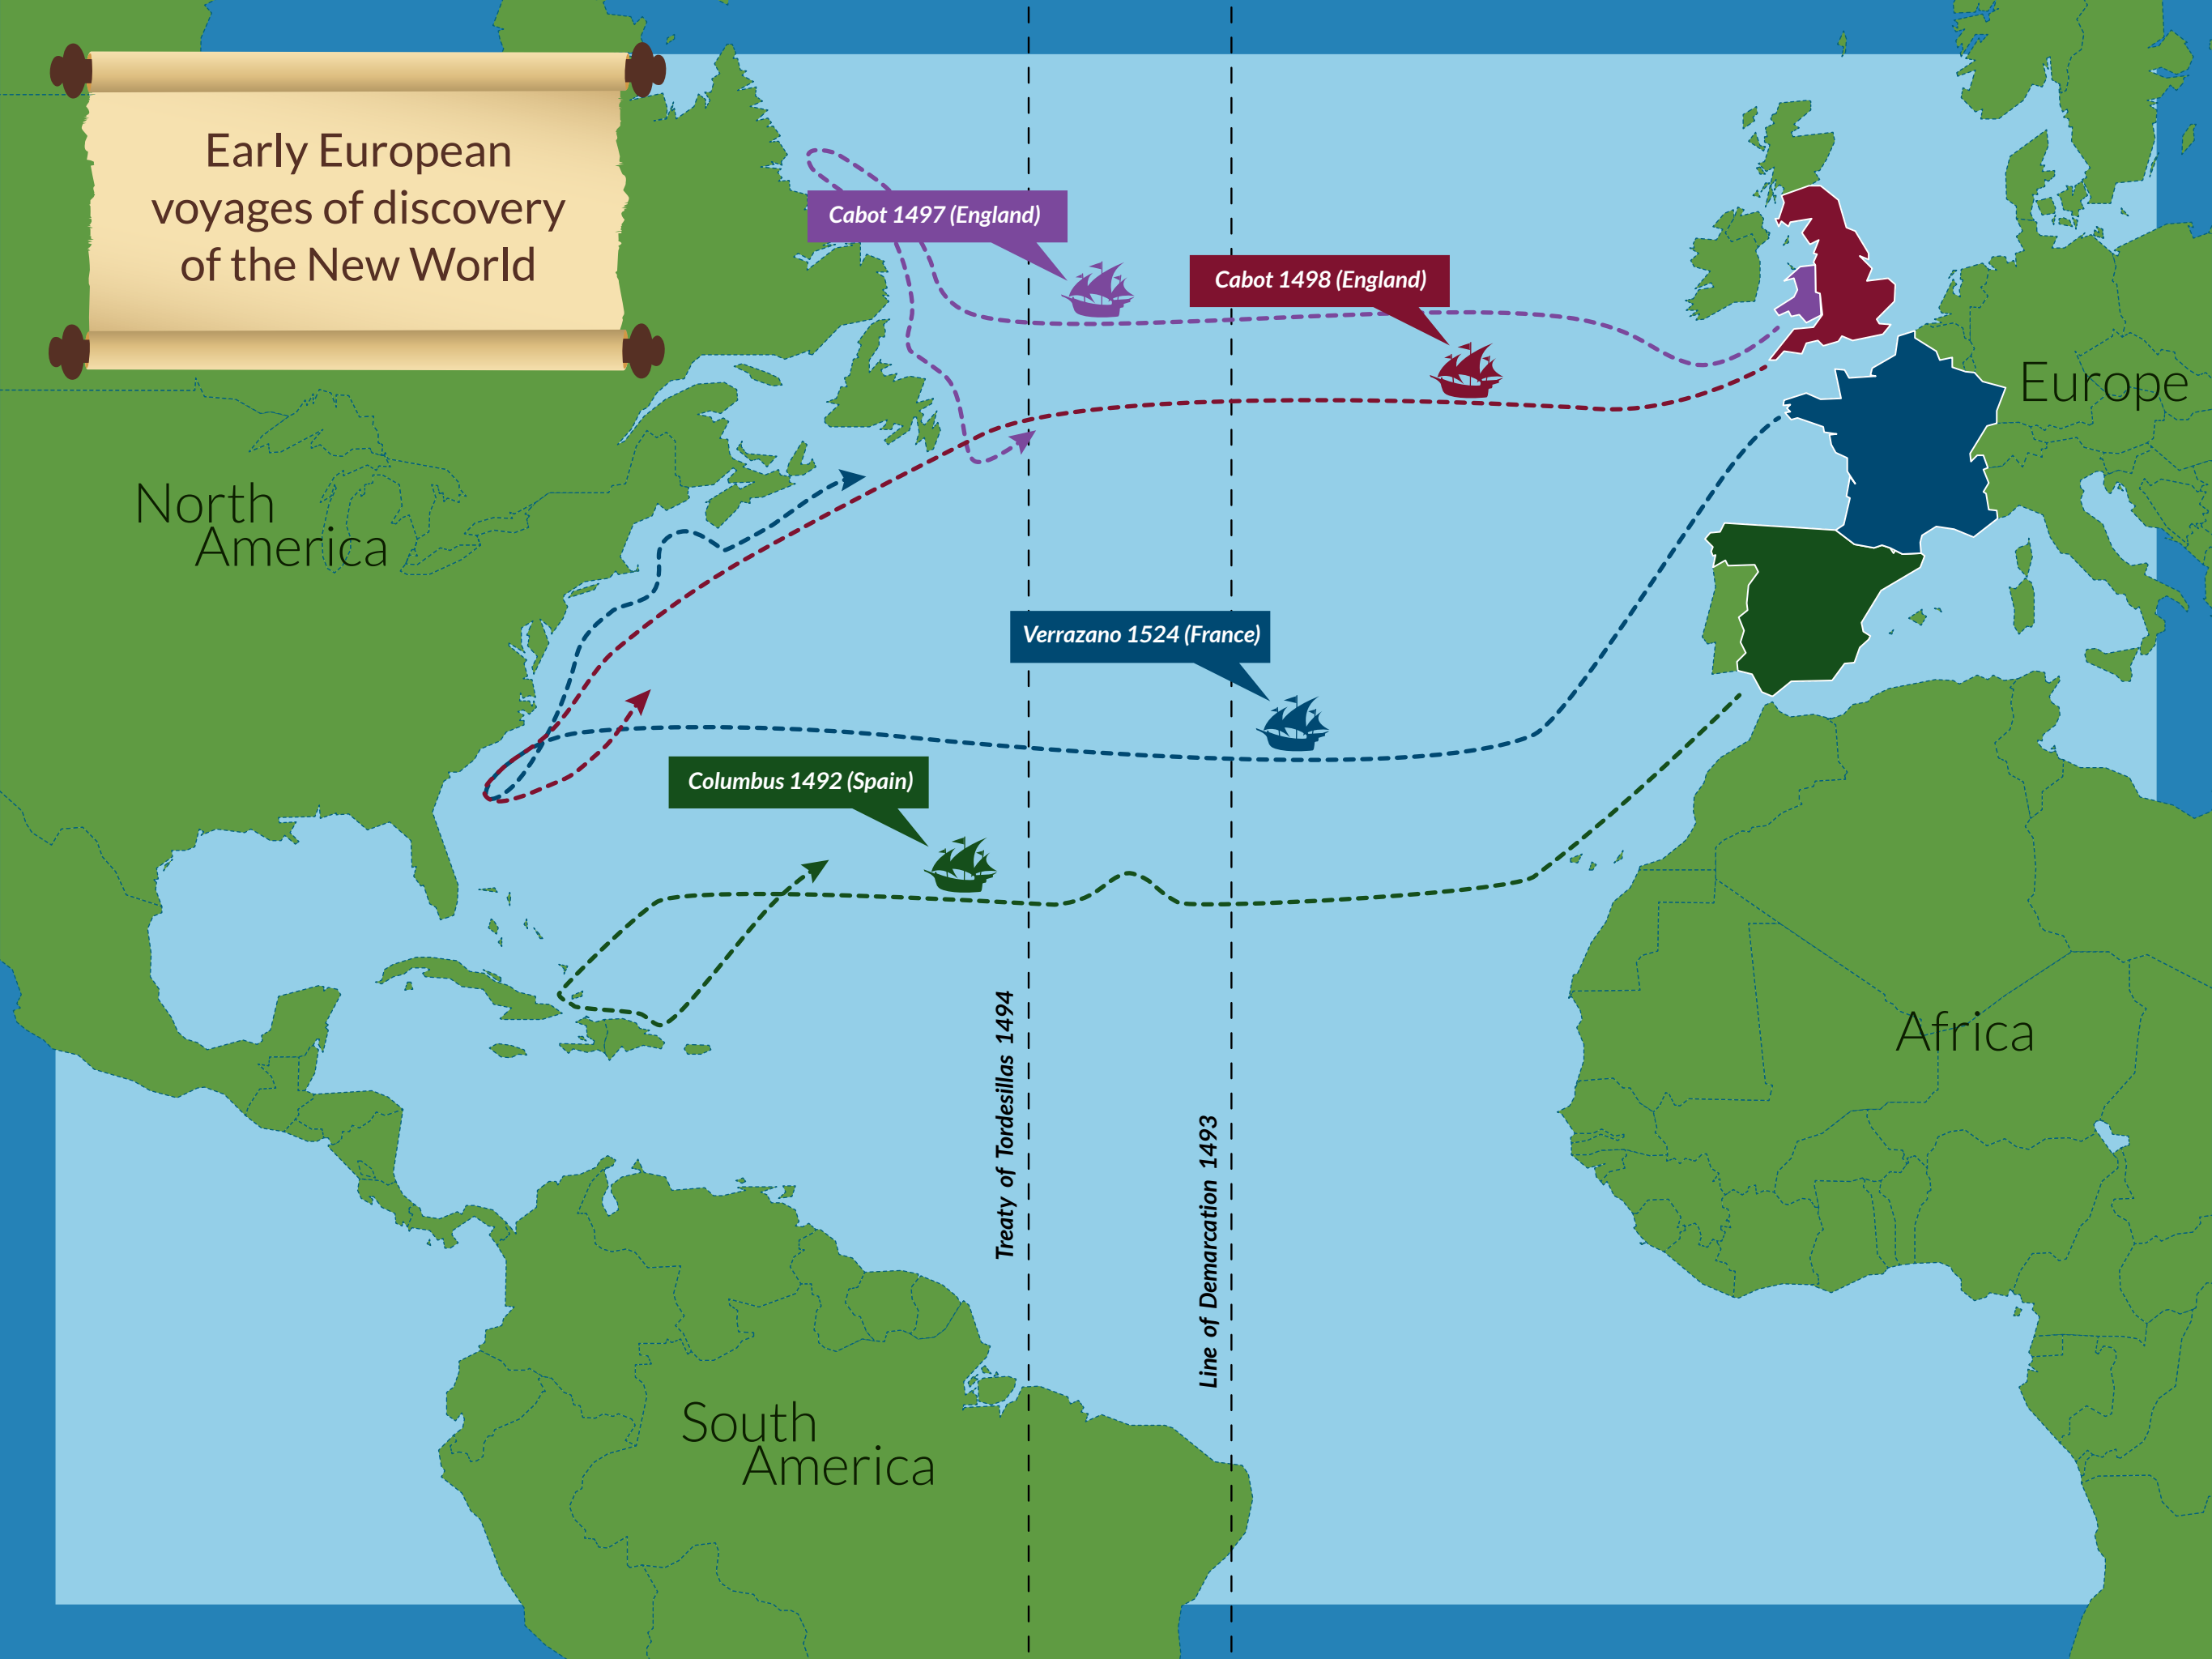 Early European
voyages of discovery
of the New World
Cabot 1497 (England)
Cabot 1498 (England)
Europe
North
America
Verrazano 1524 (France)
Columbus 1492 (Spain)
Treaty of Tordesillas 1494
Africa
Line of Demarcation 1493
South
America